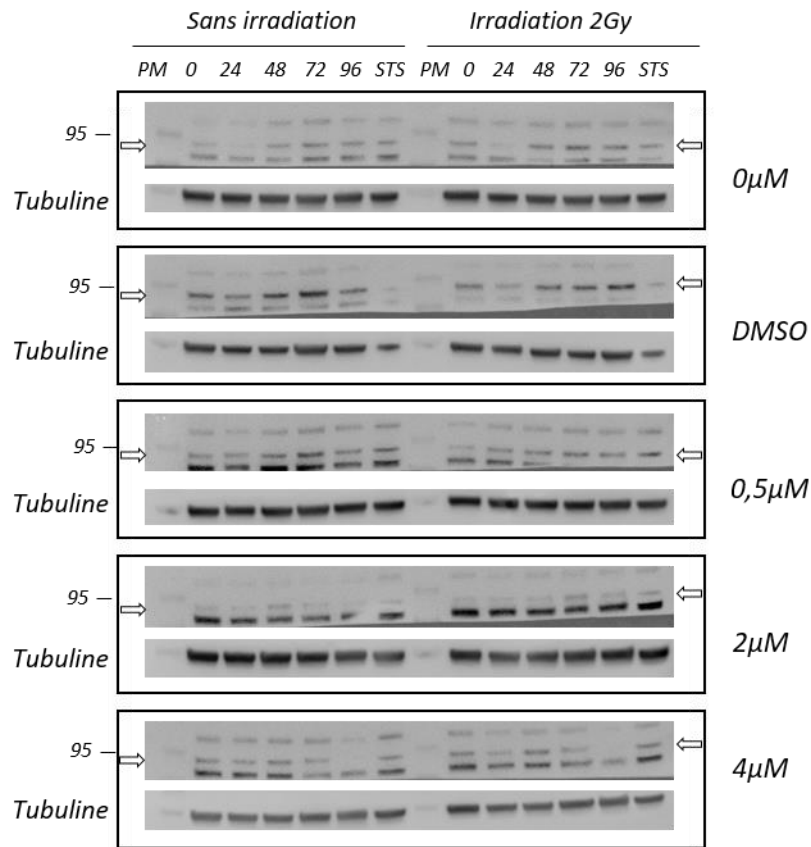 Sans irradiation Irradiation 2Gy
PM 0 24 48 72 96 STS PM 0 24 48 72 96 STS
95
0µM
Tubuline
95
DMSO
Tubuline
95
0,5µM
Tubuline
95
2µM
Tubuline
95
4µM
Tubuline